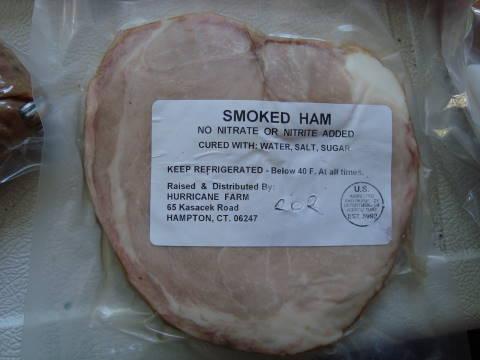 SMOKED HAM
NO NITRATE OR NITRITE ADDED
CURED WITH: WATER, SALT, SUGAR.
KEEP REFRIGERATED - Below 40 F. At all times.
Raised & Distributed By:
HURRICANE FARM
65 Kasacek Road
HAMPTON, CT. 06247
U.S.